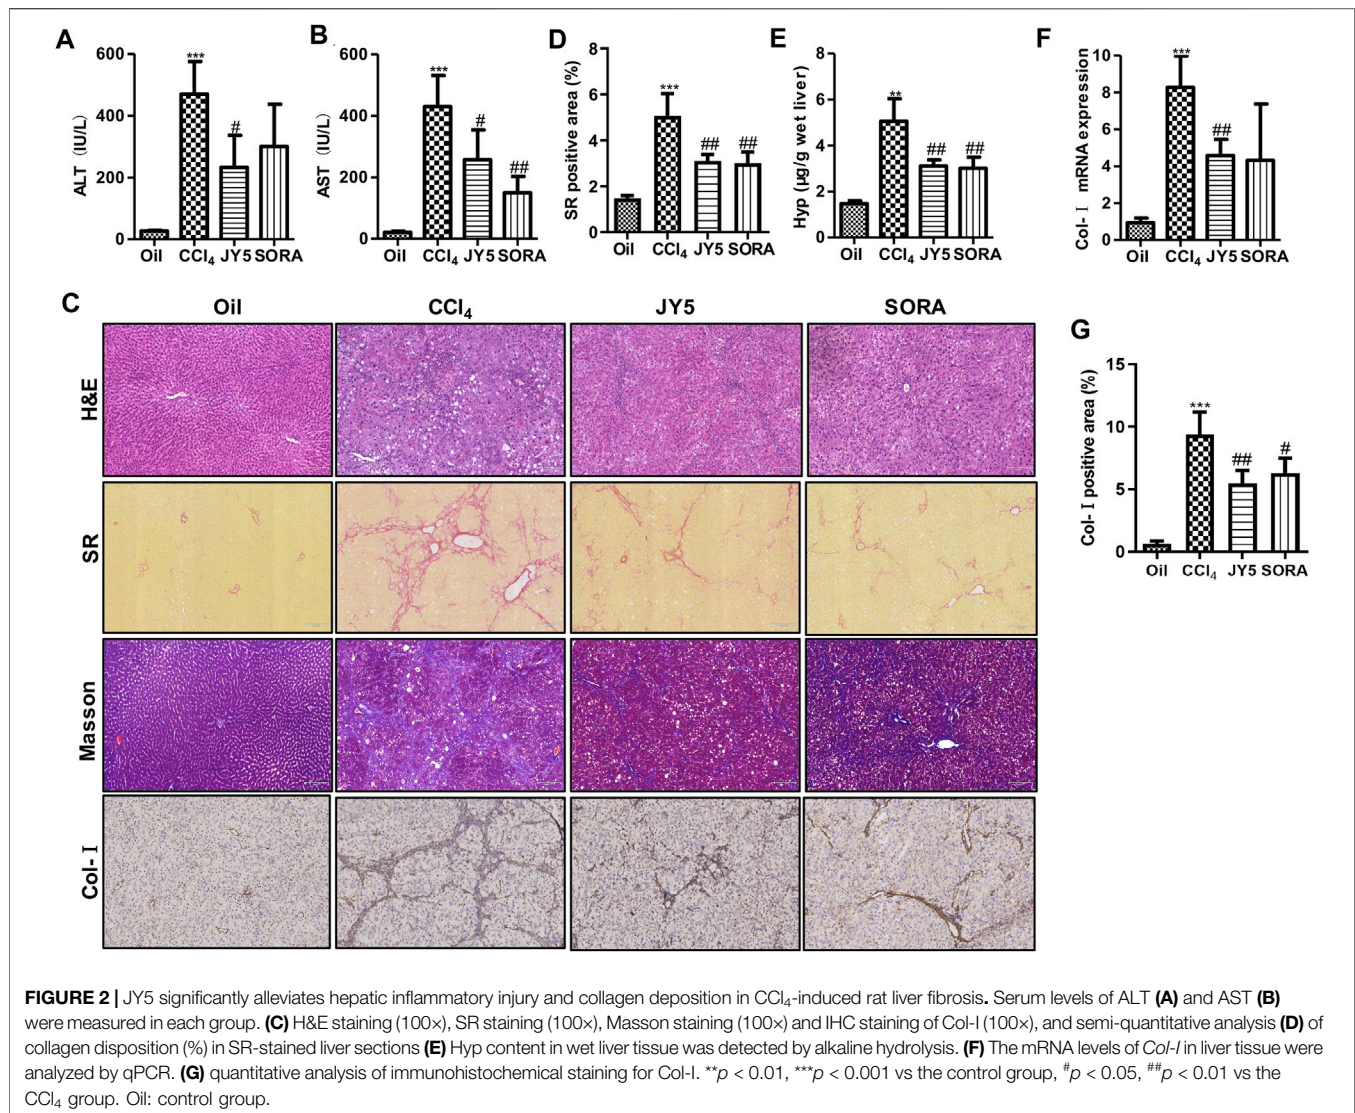 A
ALT (IU/L)
600
400
200
0
***
#
Oil CCl₄ JY5 SORA
B
AST (IU/L)
600
400
200
0
***
#
##
Oil CCl₄ JY5 SORA
D
SR positive area (%)
8
6
4
2
0
***
##
##
Oil CCl₄ JY5 SORA
E
Hyp (μg/g wet liver)
8
6
4
2
0
**
##
##
Oil CCl₄ JY5 SORA
F
Col-Ⅰ mRNA expression
10
8
6
4
2
0
***
##
Oil CCl₄ JY5 SORA
C
Oil CCl₄ JY5 SORA
H&E
SR
Masson
Col-Ⅰ
G
Col-Ⅰ positive area (%)
15
10
5
0
***
##
#
Oil CCl₄ JY5 SORA
FIGURE 2 | JY5 significantly alleviates hepatic inflammatory injury and collagen deposition in CCl₄-induced rat liver fibrosis. Serum levels of ALT (A) and AST (B)
were measured in each group. (C) H&E staining (100×), SR staining (100×), Masson staining (100×) and IHC staining of Col-I (100×), and semi-quantitative analysis (D) of
collagen disposition (%) in SR-stained liver sections (E) Hyp content in wet liver tissue was detected by alkaline hydrolysis. (F) The mRNA levels of Col-I in liver tissue were
analyzed by qPCR. (G) quantitative analysis of immunohistochemical staining for Col-I. **p < 0.01, ***p < 0.001 vs the control group, #p < 0.05, ##p < 0.01 vs the
CCl₄ group. Oil: control group.